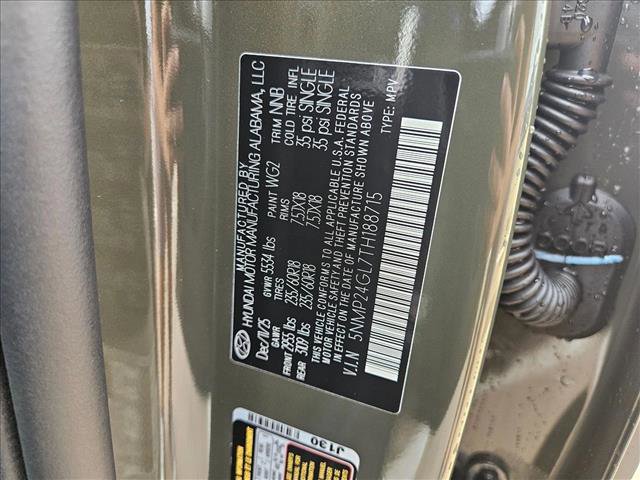 MANUFACTURED BY
HYUNDAI MOTOR MANUFACTURING ALABAMA, LLC
Dec/11/25 GVWR 5534 lbs PAINT WG2 TRIM NNB
GAWR TIRES RIMS COLD TIRE INFL
FRONT 2955 lbs 235/60R18 7.5JX18 35 psi SINGLE
REAR 3109 lbs 235/60R18 7.5JX18 35 psi SINGLE
THIS VEHICLE CONFORMS TO ALL APPLICABLE U.S.A. FEDERAL
MOTOR VEHICLE SAFETY AND THEFT PREVENTION STANDARDS
IN EFFECT ON THE DATE OF MANUFACTURE SHOWN ABOVE
V.I.N 5NMP24GL7TH188715 TYPE: MPV
J130